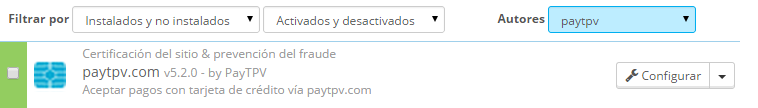 Filtrar por Instalados y no instalados Activados y desactivados Autores paytpv
Certificación del sitio & prevención del fraude
paytpv.com v5.2.0 - by PayTPV Configurar
Aceptar pagos con tarjeta de crédito vía paytpv.com